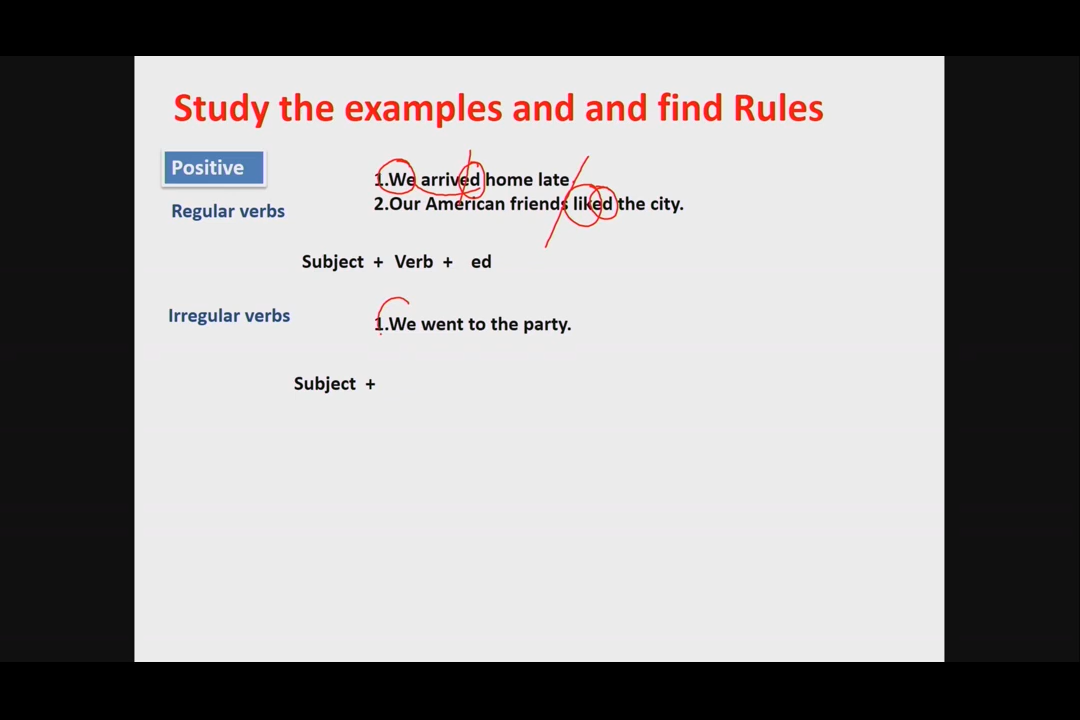 Study the examples and and find Rules
Positive
1.We arrived home late
Regular verbs
2.Our American friends liked the city.
Subject + Verb + ed
Irregular verbs
1.We went to the party.
Subject +